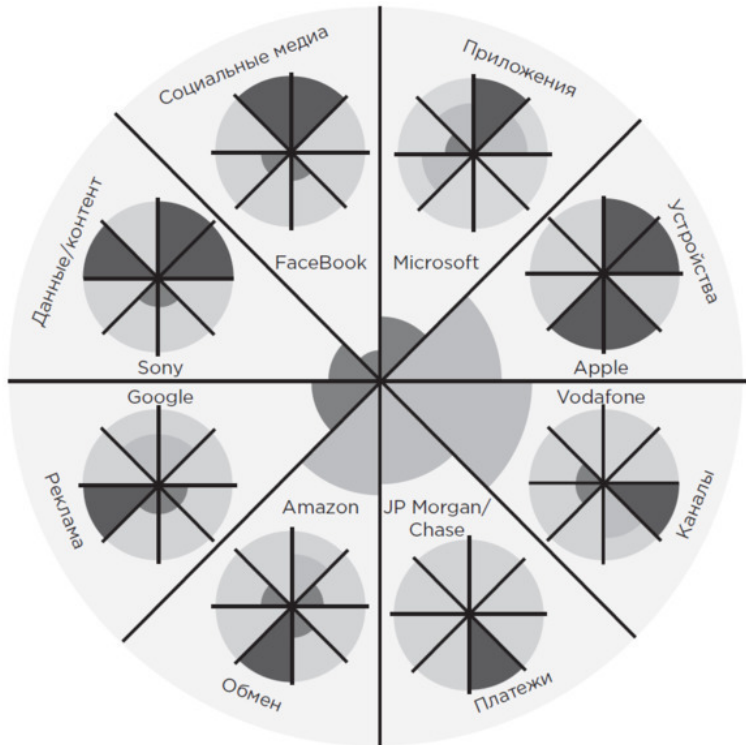 Социальные медиа
Приложения
Данные/контент
Устройства
FaceBook
Microsoft
Sony
Apple
Google
Vodafone
Реклама
Каналы
Amazon
JP Morgan/
Chase
Обмен
Платежи